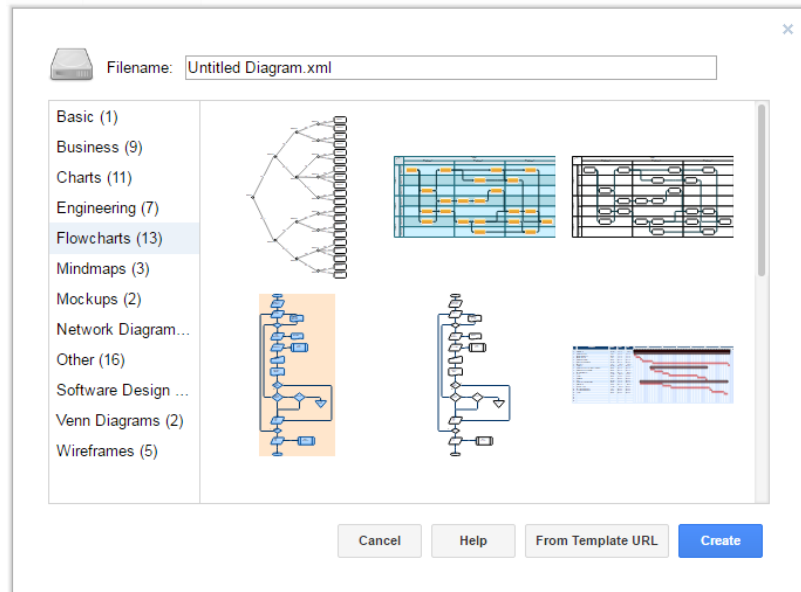 ×
Filename: Untitled Diagram.xml
Basic (1)
Business (9)
Charts (11)
Engineering (7)
Flowcharts (13)
Mindmaps (3)
Mockups (2)
Network Diagram...
Other (16)
Software Design ...
Venn Diagrams (2)
Wireframes (5)
Cancel Help From Template URL Create